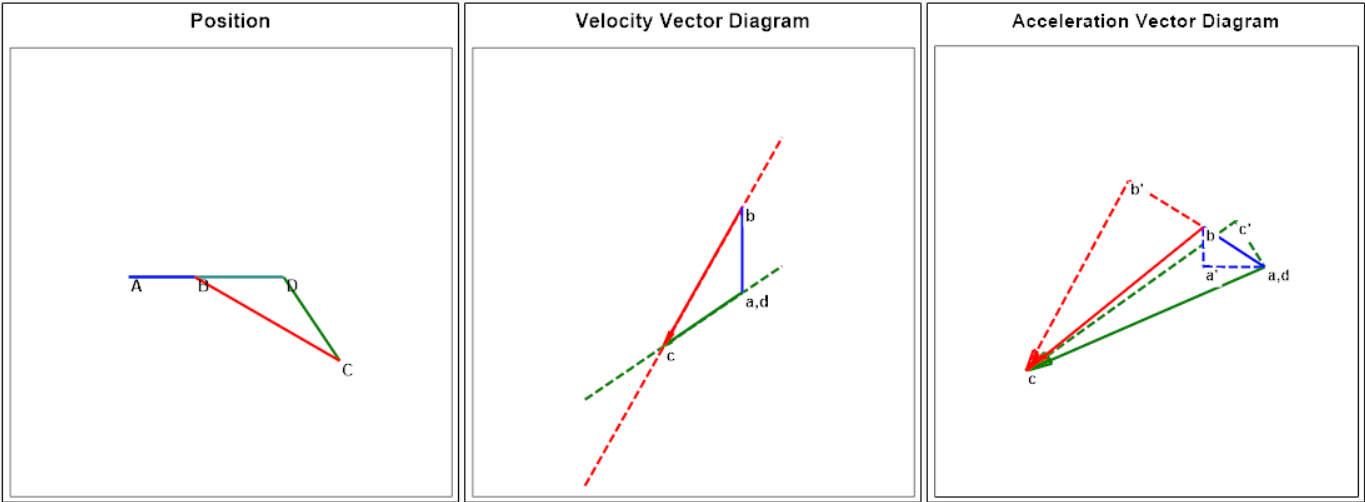 Position
A
B
D
C
Velocity Vector Diagram
b
a,d
c
Acceleration Vector Diagram
b'
b
c'
a'
a,d
c